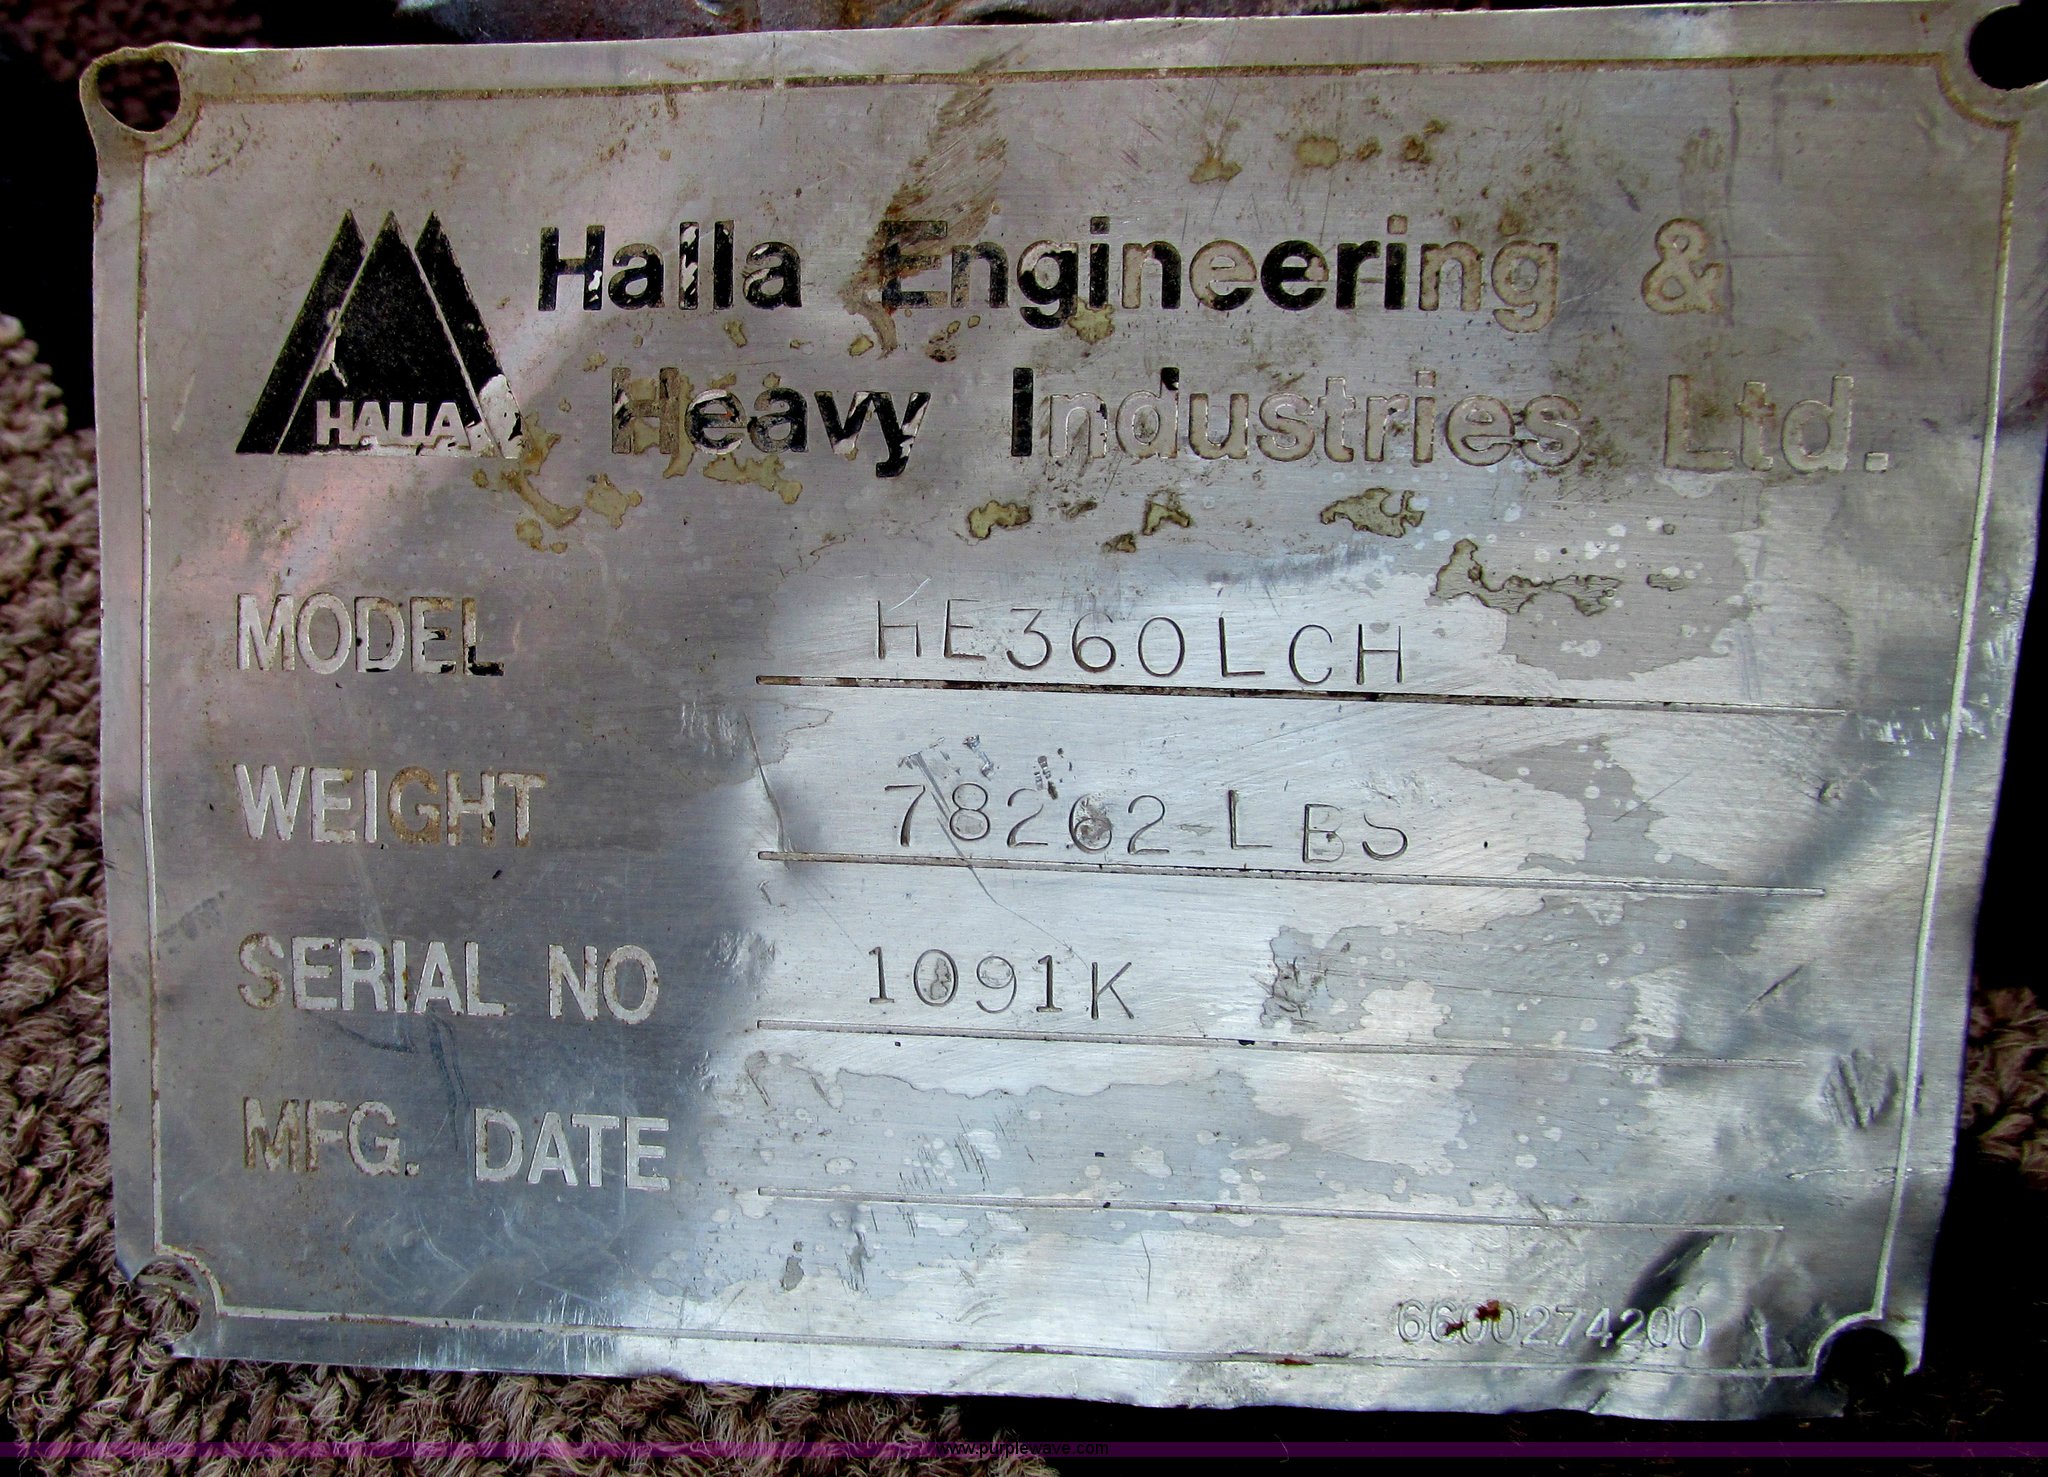 HALLA
Halla Engineering &
Heavy Industries Ltd.
MODEL HE360LCH
WEIGHT 78262 LBS
SERIAL NO 1091K
MFG. DATE
6600274200
www.purplewave.com